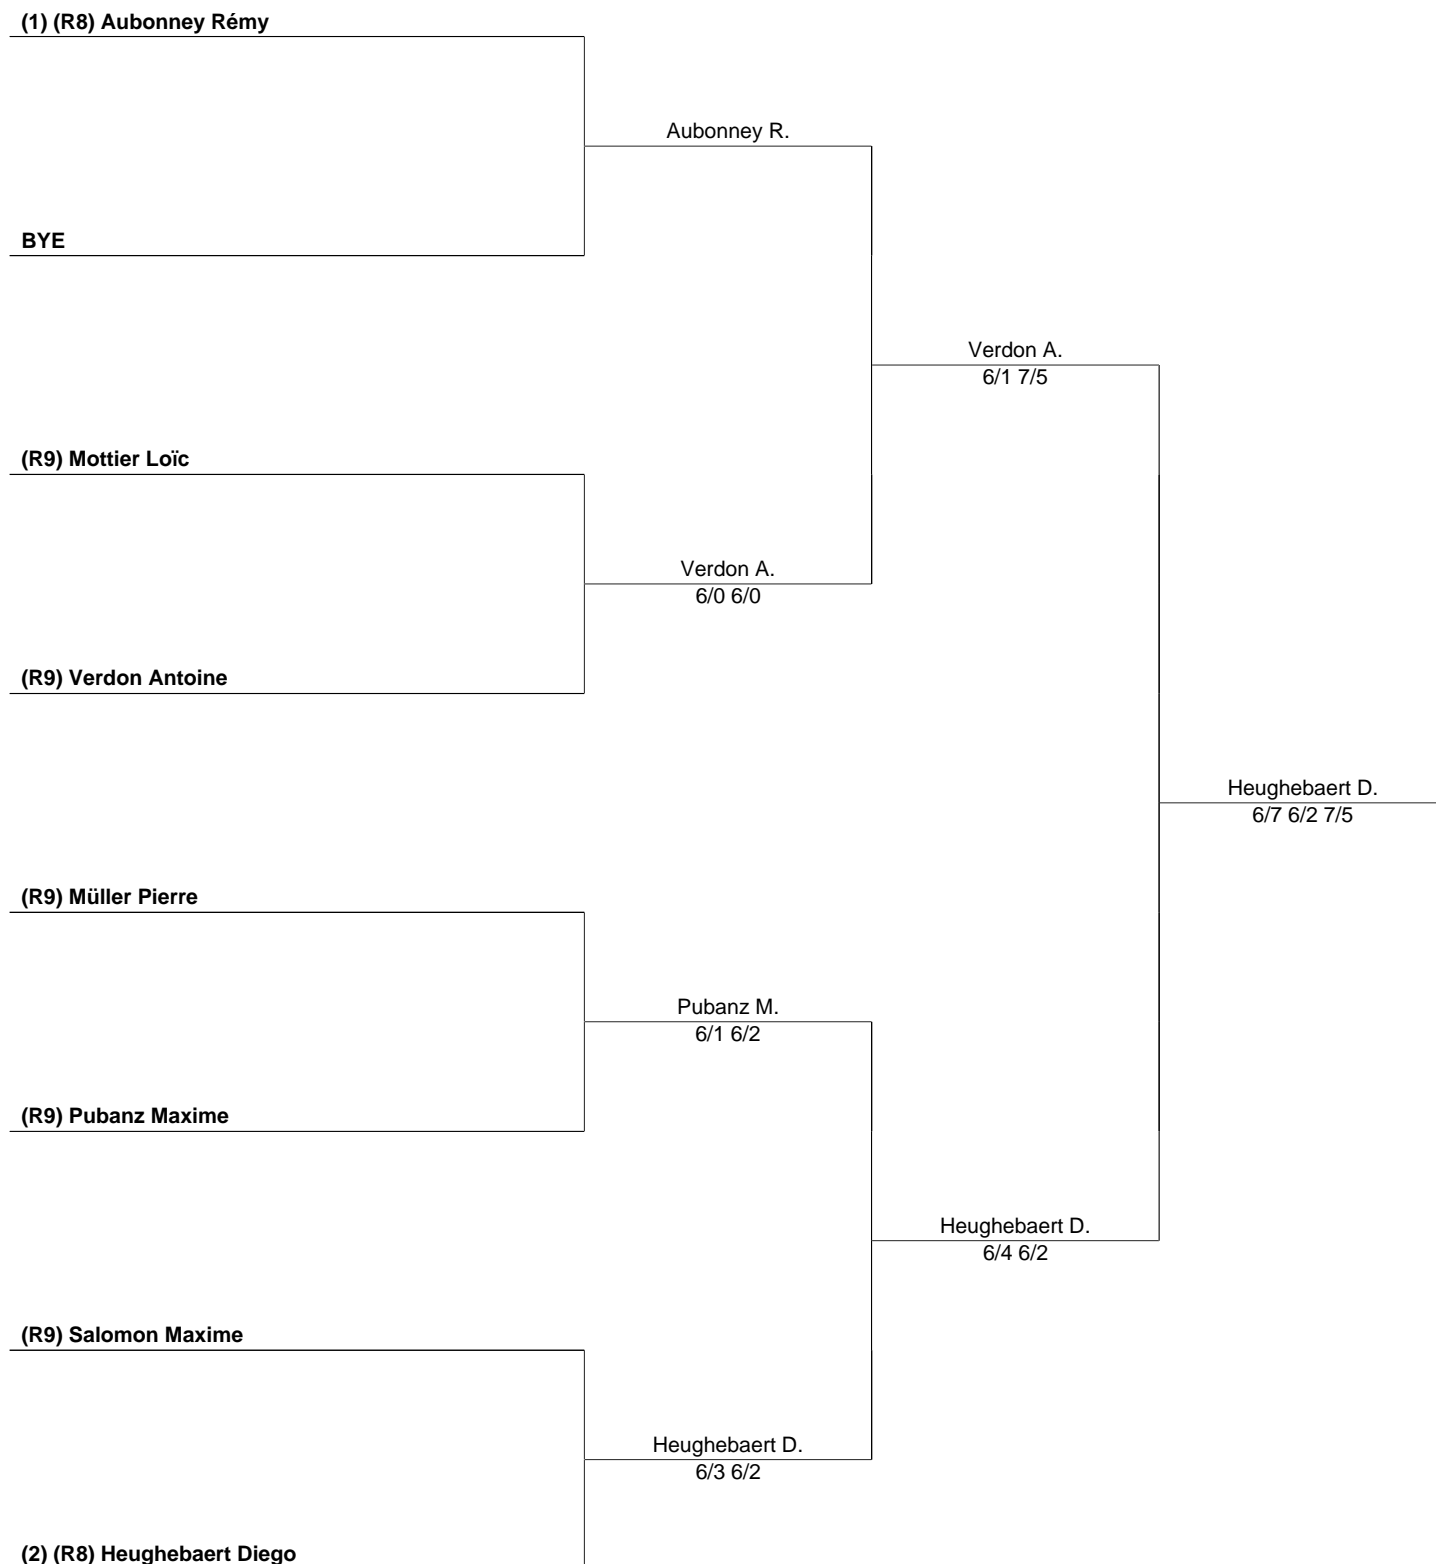 (1) (R8) Aubonney Rémy
Aubonney R.
BYE
Verdon A.
6/1 7/5
(R9) Mottier Loïc
Verdon A.
6/0 6/0
(R9) Verdon Antoine
Heughebaert D.
6/7 6/2 7/5
(R9) Müller Pierre
Pubanz M.
6/1 6/2
(R9) Pubanz Maxime
Heughebaert D.
6/4 6/2
(R9) Salomon Maxime
Heughebaert D.
6/3 6/2
(2) (R8) Heughebaert Diego